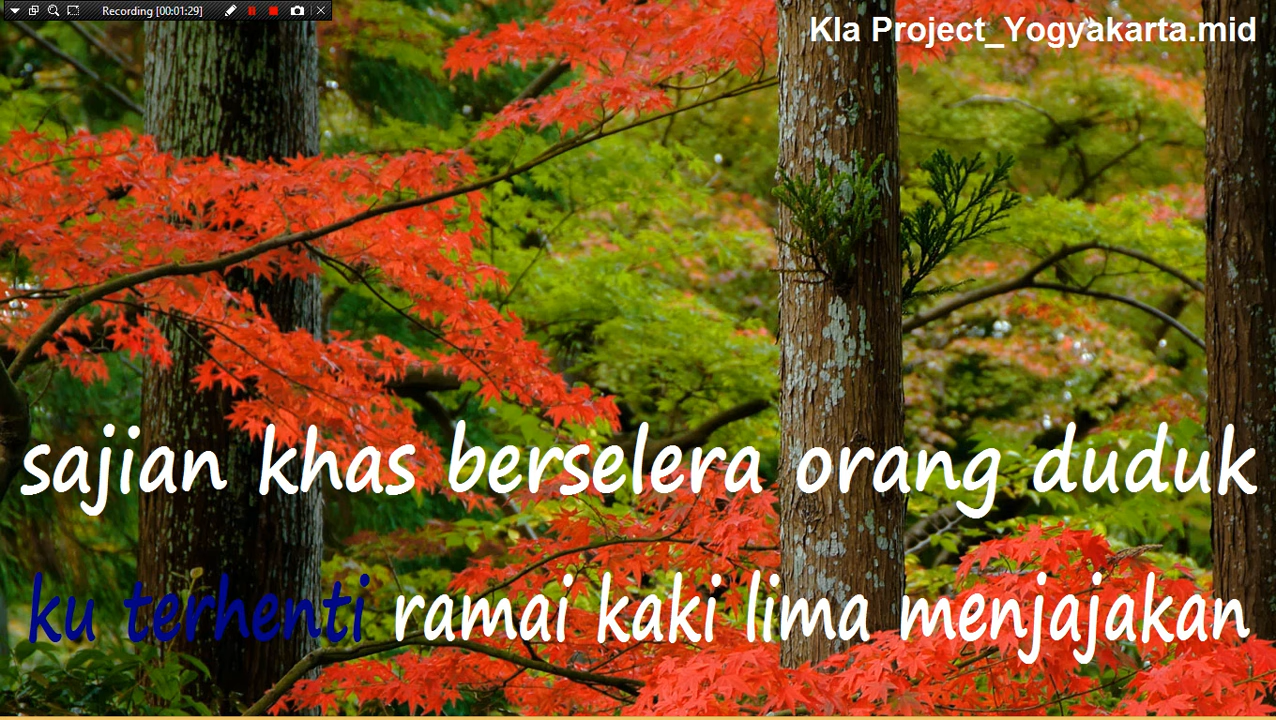 Recording [00:01:29]
Kla Project_Yogyakarta.mid
sajian khas berselera orang duduk
ku terhenti ramai kaki lima menjajakan